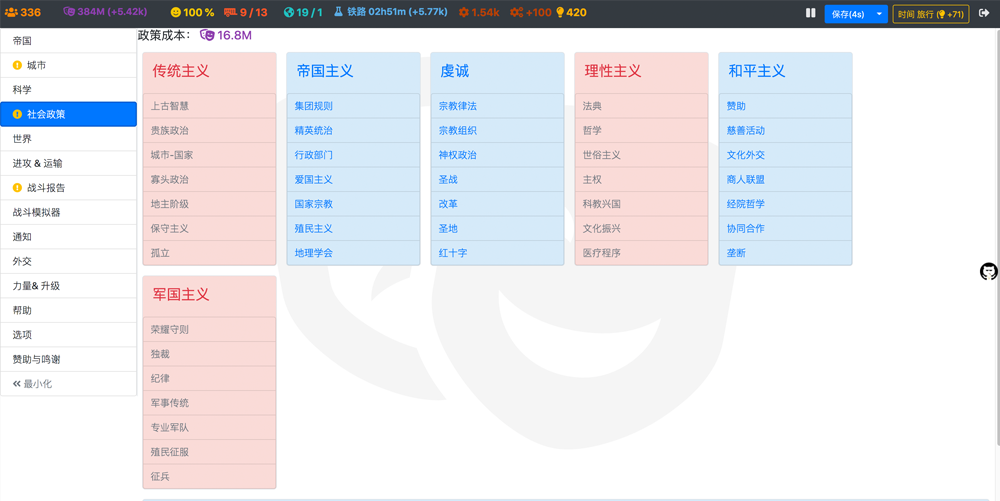 336 384M (+5.42k) 100 % 9 / 13 19 / 1 铁路 02h51m (+5.77k) 1.54k +100 420 保存(4s) 时间 旅行 (+71)
政策成本： 16.8M
帝国
城市
科学
社会政策
世界
进攻 & 运输
战斗报告
战斗模拟器
通知
外交
力量& 升级
帮助
选项
赞助与鸣谢
最小化
传统主义
上古智慧
贵族政治
城市-国家
寡头政治
地主阶级
保守主义
孤立
帝国主义
集团规则
精英统治
行政部门
爱国主义
国家宗教
殖民主义
地理学会
虔诚
宗教律法
宗教组织
神权政治
圣战
改革
圣地
红十字
理性主义
法典
哲学
世俗主义
主权
科教兴国
文化振兴
医疗程序
和平主义
赞助
慈善活动
文化外交
商人联盟
经院哲学
协同合作
垄断
军国主义
荣耀守则
独裁
纪律
军事传统
专业军队
殖民征服
征兵